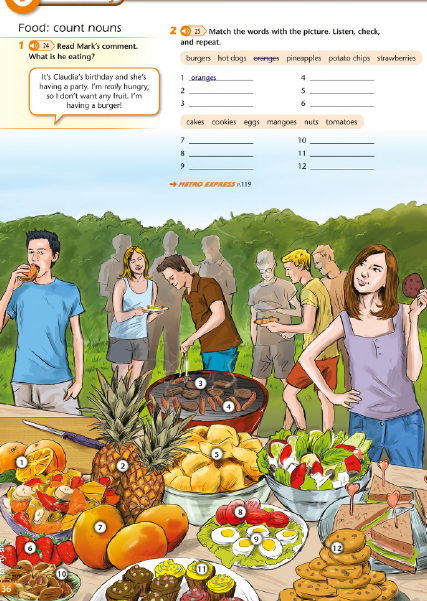 Food: count nouns
1 24 Read Mark's comment.
What is he eating?
It's Claudia's birthday and she's
having a party. I'm really hungry,
so I don't want any fruit. I'm
having a burger!
2 25 Match the words with the picture. Listen, check,
and repeat.
burgers hot dogs oranges pineapples potato chips strawberries
1 oranges 4
2 5
3 6
cakes cookies eggs mangoes nuts tomatoes
7 10
8 11
9 12
METRO EXPRESS p.119
3
4
1
2
5
7
8
9
6
10
11
12
36